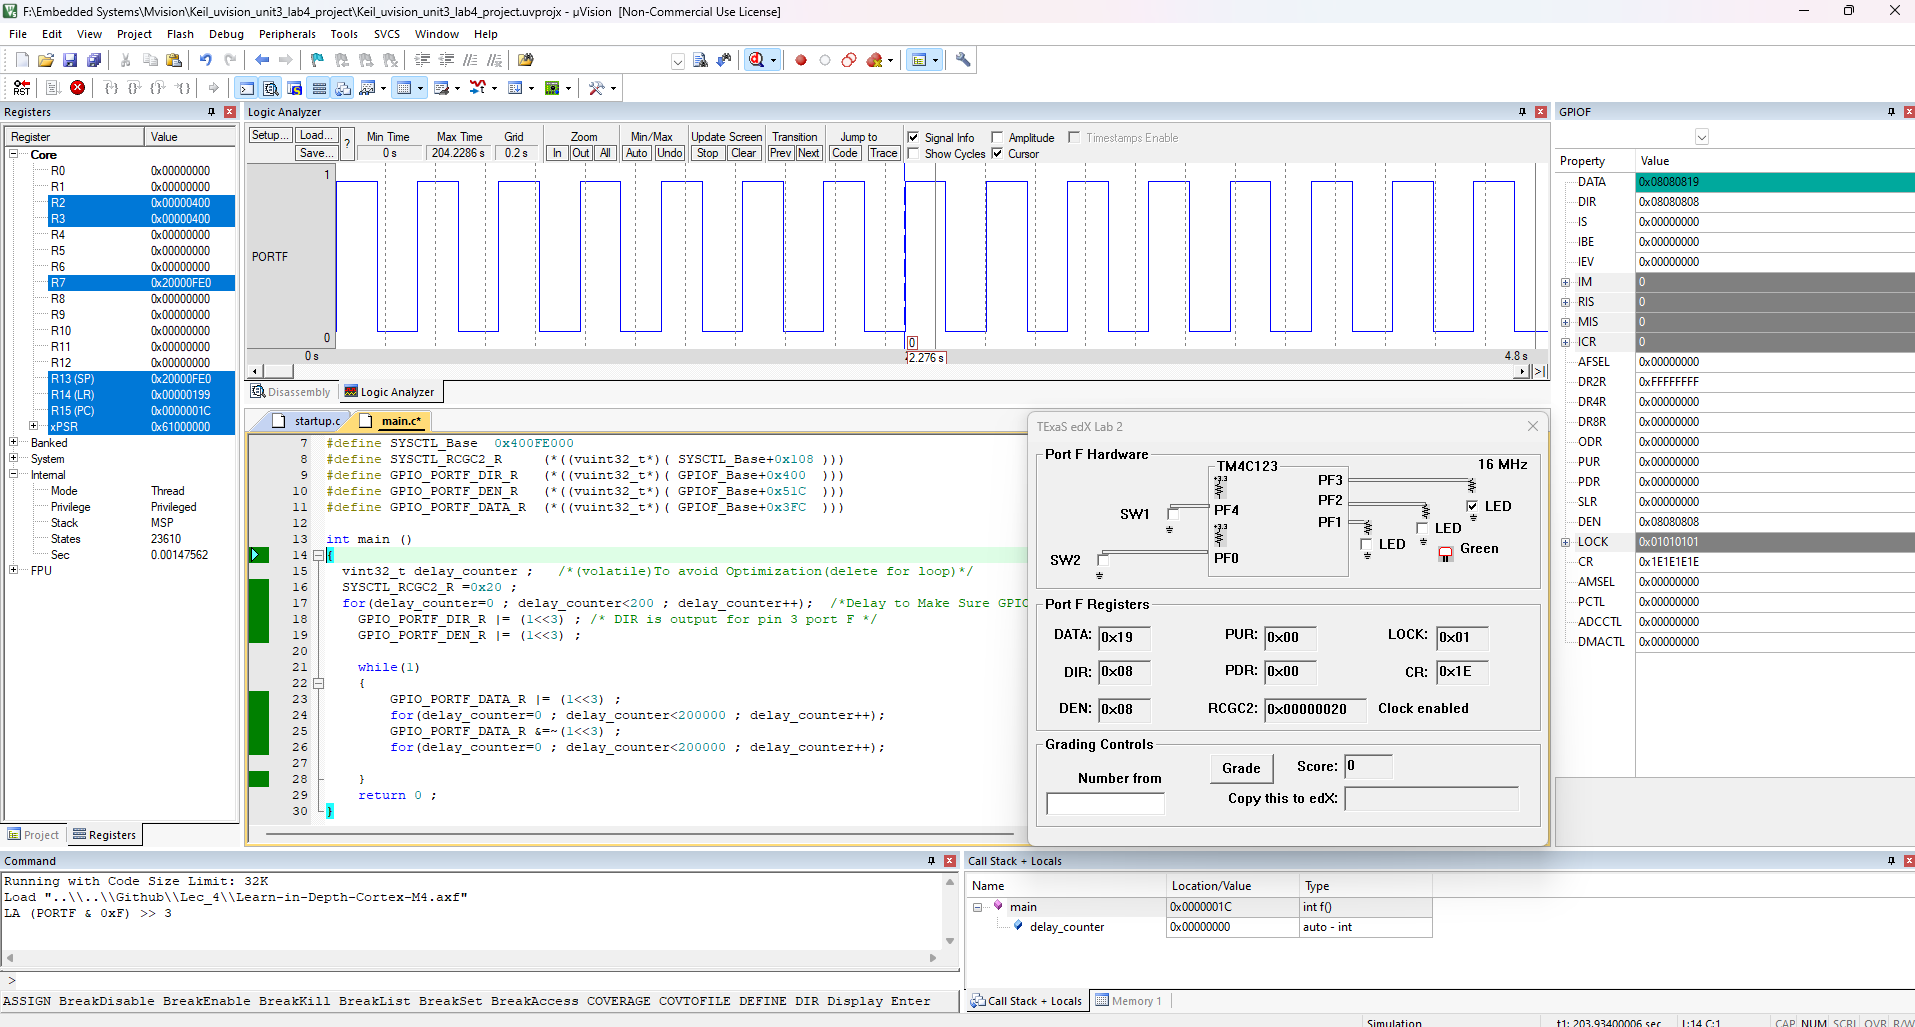 F:\Embedded Systems\Mvision\Keil_uvision_unit3_lab4_project\Keil_uvision_unit3_lab4_project.uvprojx - µVision  [Non-Commercial Use License]
File Edit View Project Flash Debug Peripherals Tools SVCS Window Help
Registers
Register Value
Core
R0 0x00000000
R1 0x00000000
R2 0x00000400
R3 0x00000400
R4 0x00000000
R5 0x00000000
R6 0x00000000
R7 0x20000FE0
R8 0x00000000
R9 0x00000000
R10 0x00000000
R11 0x00000000
R12 0x00000000
R13 (SP) 0x20000FE0
R14 (LR) 0x00000199
R15 (PC) 0x0000001C
xPSR 0x61000000
Banked
System
Internal
Mode Thread
Privilege Privileged
Stack MSP
States 23610
Sec 0.00147562
FPU
Project Registers
Logic Analyzer
Setup... Load... ? Min Time Max Time Grid Zoom Min/Max Update Screen Transition Jump to Signal Info Amplitude Timestamps Enable
Save... 0 s 204.2286 s 0.2 s In Out All Auto Undo Stop Clear Prev Next Code Trace Show Cycles Cursor
1
PORTF
0
0
0 s 2.276 s 4.8 s
Disassembly Logic Analyzer
startup.c main.c*
7 #define SYSCTL_Base  0x400FE000
8 #define SYSCTL_RCGC2_R    (*((vuint32_t*)( SYSCTL_Base+0x108 )))
9 #define GPIO_PORTF_DIR_R  (*((vuint32_t*)( GPIOF_Base+0x400  )))
10 #define GPIO_PORTF_DEN_R  (*((vuint32_t*)( GPIOF_Base+0x51C  )))
11 #define GPIO_PORTF_DATA_R  (*((vuint32_t*)( GPIOF_Base+0x3FC  )))
12
13 int main ()
14 {
15 vint32_t delay_counter ;   /*(volatile)To avoid Optimization(delete for loop)*/
16 SYSCTL_RCGC2_R =0x20 ;
17 for(delay_counter=0 ; delay_counter<200 ; delay_counter++);  /*Delay to Make Sure GPIO
18 GPIO_PORTF_DIR_R |= (1<<3) ; /* DIR is output for pin 3 port F */
19 GPIO_PORTF_DEN_R |= (1<<3) ;
20
21 while(1)
22 {
23 GPIO_PORTF_DATA_R |= (1<<3) ;
24 for(delay_counter=0 ; delay_counter<200000 ; delay_counter++);
25 GPIO_PORTF_DATA_R &=~(1<<3) ;
26 for(delay_counter=0 ; delay_counter<200000 ; delay_counter++);
27
28 }
29 return 0 ;
30 }
TExaS edX Lab 2
Port F Hardware
TM4C123 16 MHz
+3.3 PF3
PF2 LED
SW1 PF4 PF1 LED
+3.3 LED Green
SW2 PF0
Port F Registers
DATA: 0x19 PUR: 0x00 LOCK: 0x01
DIR: 0x08 PDR: 0x00 CR: 0x1E
DEN: 0x08 RCGC2: 0x00000020 Clock enabled
Grading Controls
Number from Grade Score: 0
Copy this to edX:
GPIOF
Property Value
DATA 0x08080819
DIR 0x08080808
IS 0x00000000
IBE 0x00000000
IEV 0x00000000
IM 0
RIS 0
MIS 0
ICR 0
AFSEL 0x00000000
DR2R 0xFFFFFFFF
DR4R 0x00000000
DR8R 0x00000000
ODR 0x00000000
PUR 0x00000000
PDR 0x00000000
SLR 0x00000000
DEN 0x08080808
LOCK 0x01010101
CR 0x1E1E1E1E
AMSEL 0x00000000
PCTL 0x00000000
ADCCTL 0x00000000
DMACTL 0x00000000
Command
Running with Code Size Limit: 32K
Load "..\\..\\Github\\Lec_4\\Learn-in-Depth-Cortex-M4.axf"
LA (PORTF & 0xF) >> 3
>
ASSIGN BreakDisable BreakEnable BreakKill BreakList BreakSet BreakAccess COVERAGE COVTOFILE DEFINE DIR Display Enter
Call Stack + Locals
Name Location/Value Type
main 0x0000001C int f()
delay_counter 0x00000000 auto - int
Call Stack + Locals Memory 1
Simulation t1: 203.93400006 sec L:14 C:1 CAP NUM SCRL OVR R/W